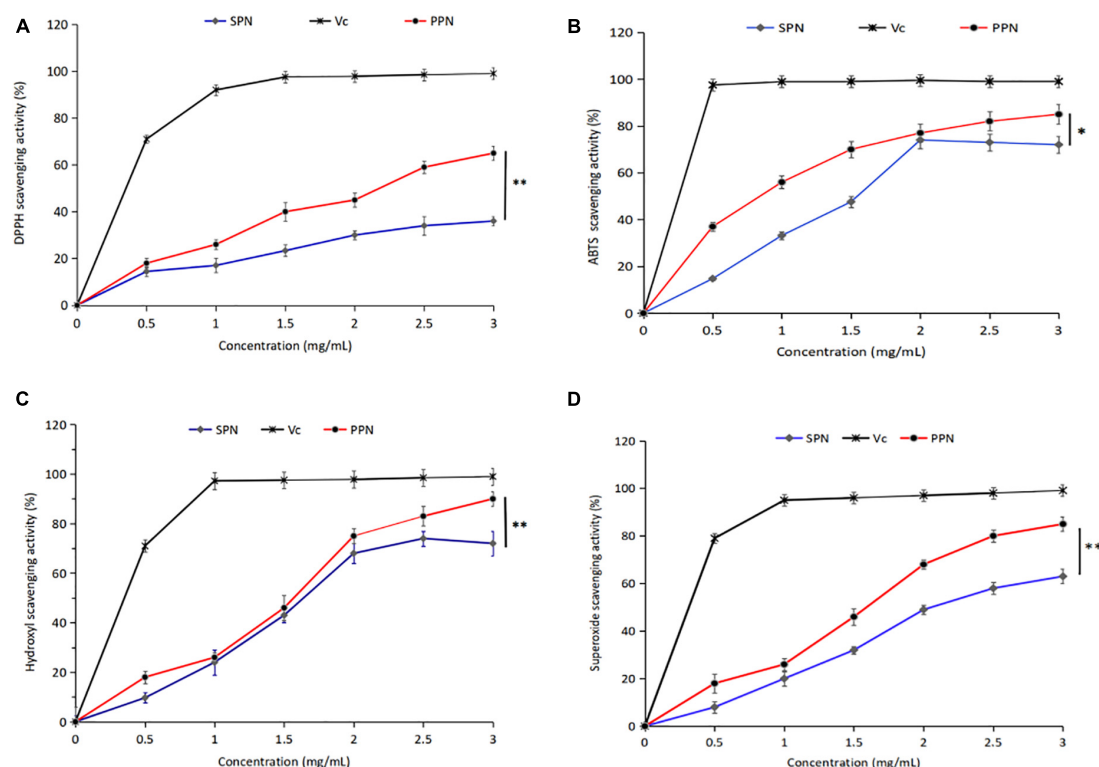 A
SPN Vc PPN
DPPH scavenging activity (%)
120
100
80
60
40
20
0
**
0 0.5 1 1.5 2 2.5 3
Concentration (mg/mL)
B
SPN Vc PPN
ABTS scavenging activity (%)
120
100
80
60
40
20
0
*
0 0.5 1 1.5 2 2.5 3
Concentration (mg/mL)
C
SPN Vc PPN
Hydroxyl scavenging activity (%)
120
100
80
60
40
20
0
**
0 0.5 1 1.5 2 2.5 3
Concentration (mg/mL)
D
SPN Vc PPN
Superoxide scavenging activity (%)
120
100
80
60
40
20
0
**
0 0.5 1 1.5 2 2.5 3
Concentration (mg/mL)